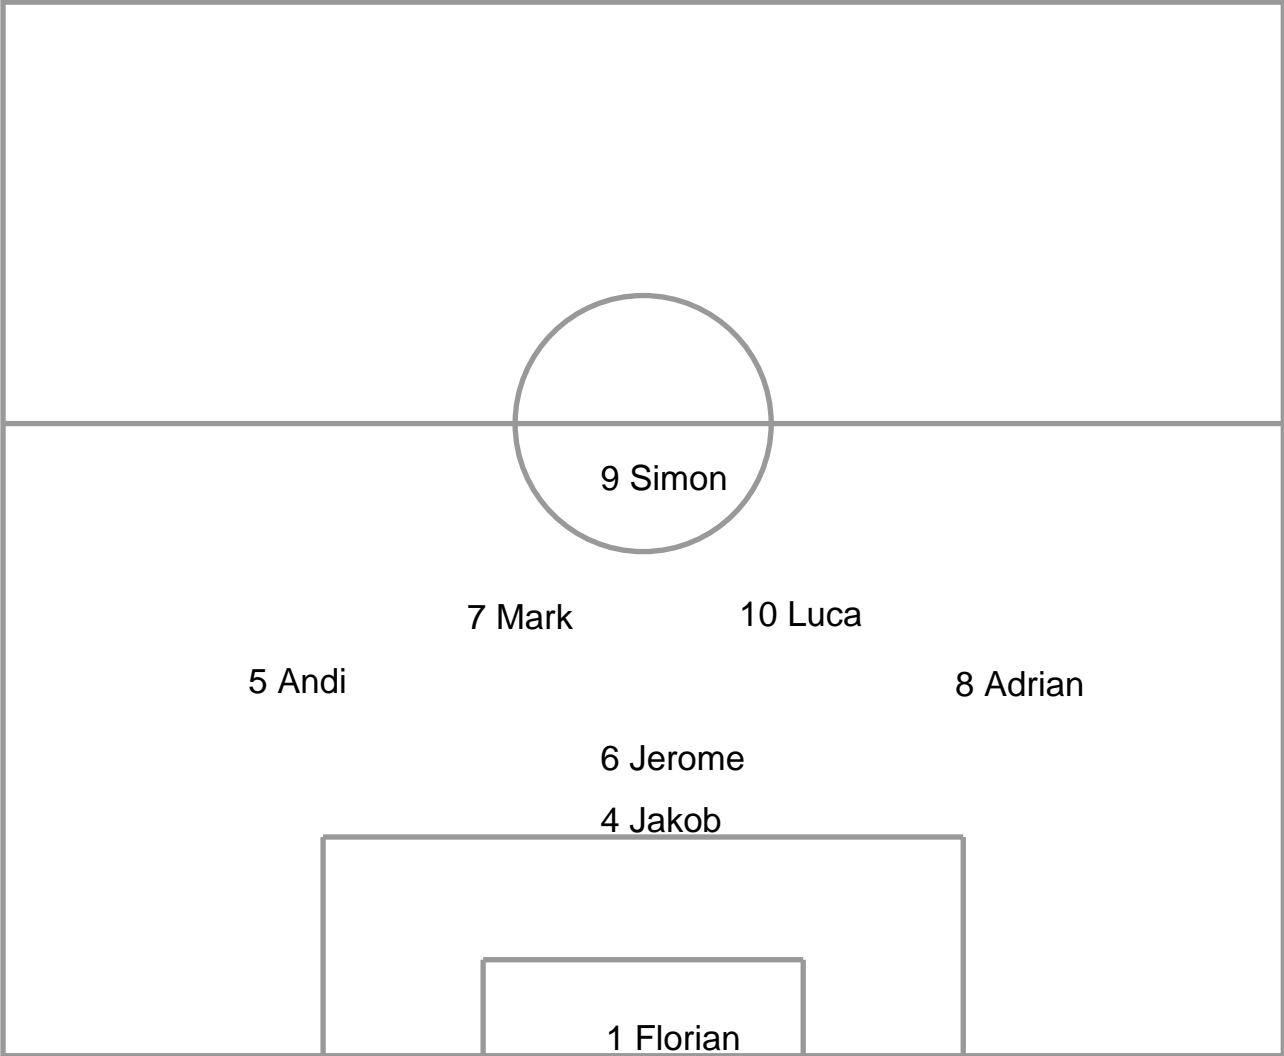 9 Simon
7 Mark
10 Luca
5 Andi
8 Adrian
6 Jerome
4 Jakob
1 Florian